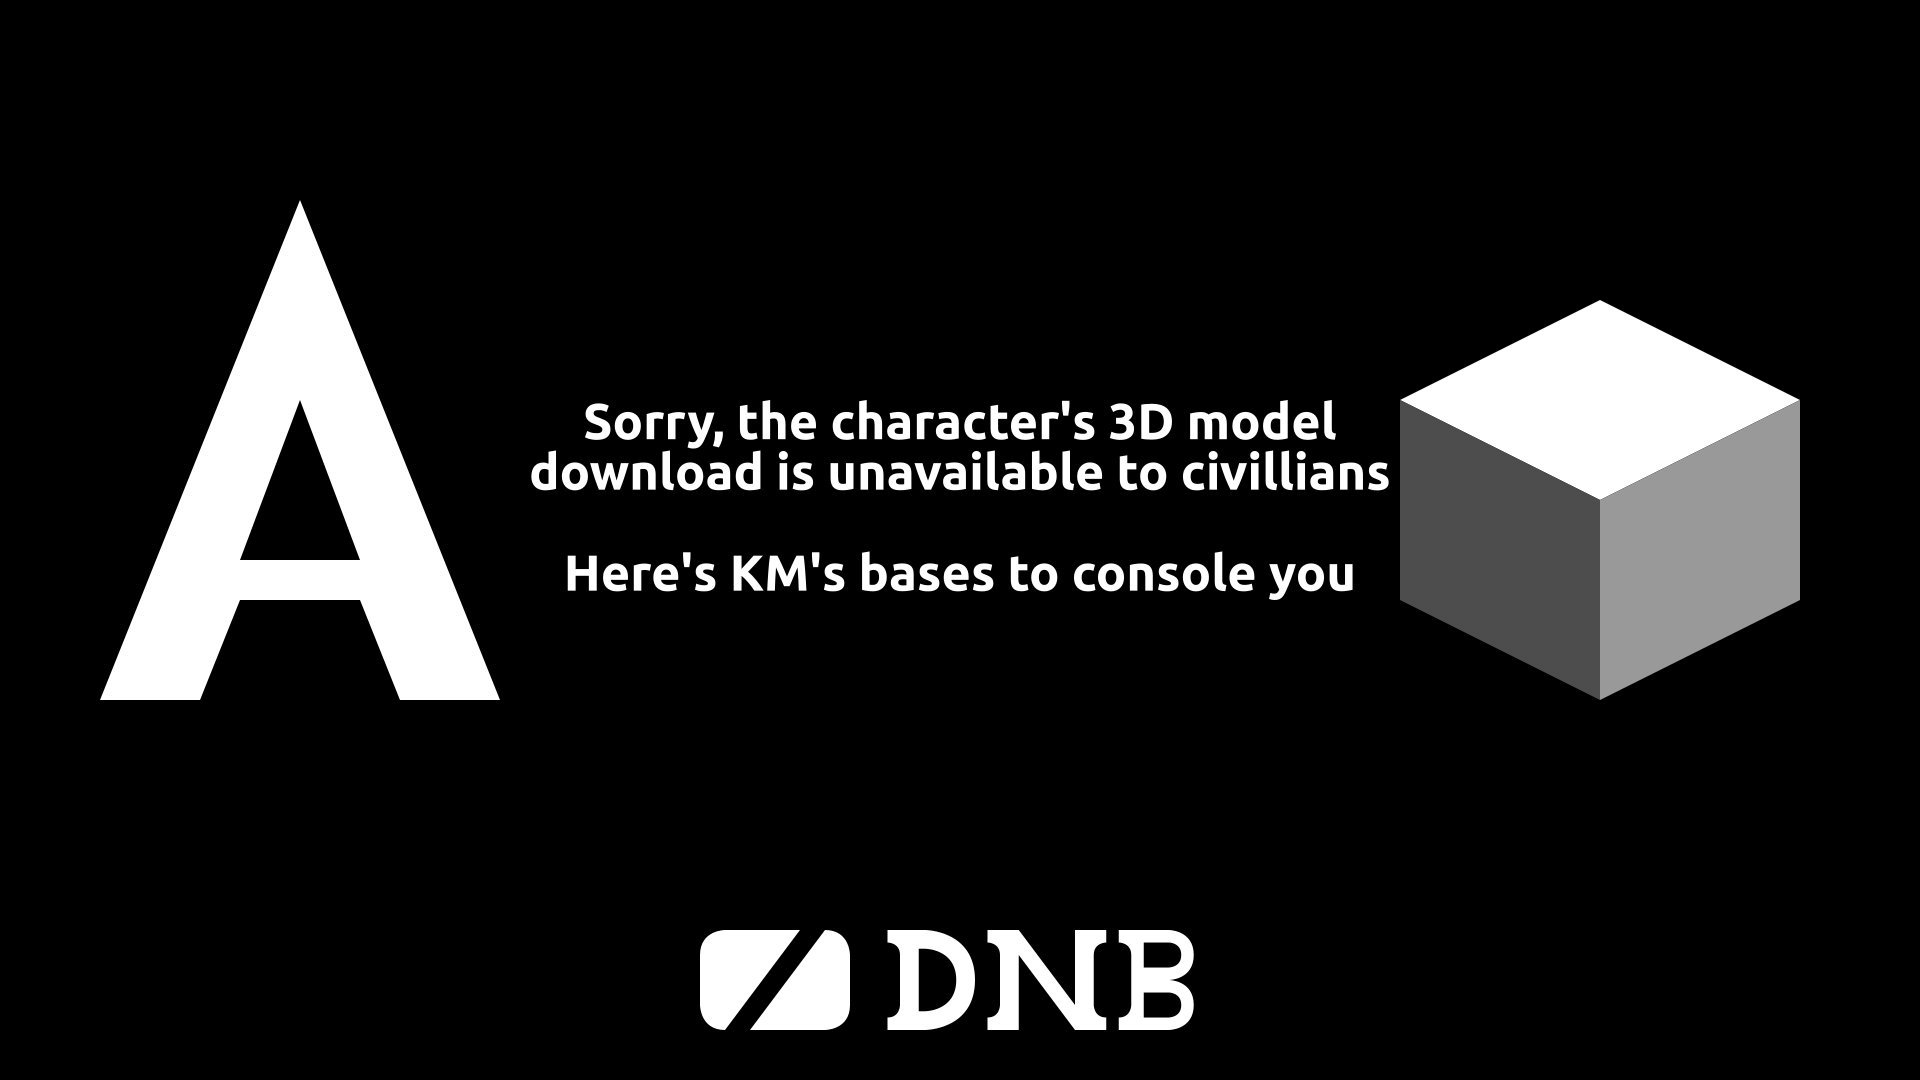 A
Sorry, the character's 3D model
download is unavailable to civillians
Here's KM's bases to console you
DNB